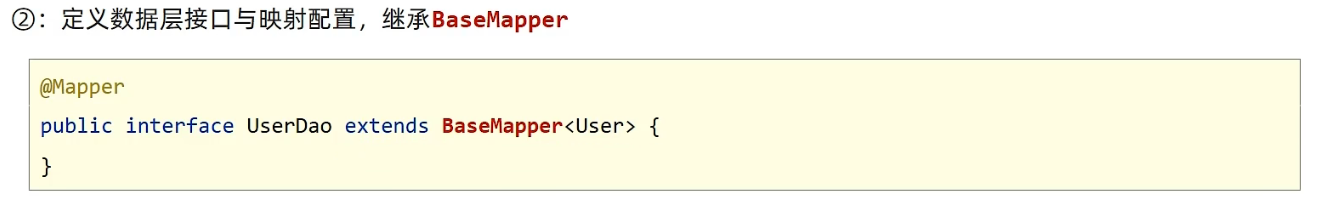 ②：定义数据层接口与映射配置，继承BaseMapper
@Mapper
public interface UserDao extends BaseMapper<User> {
}